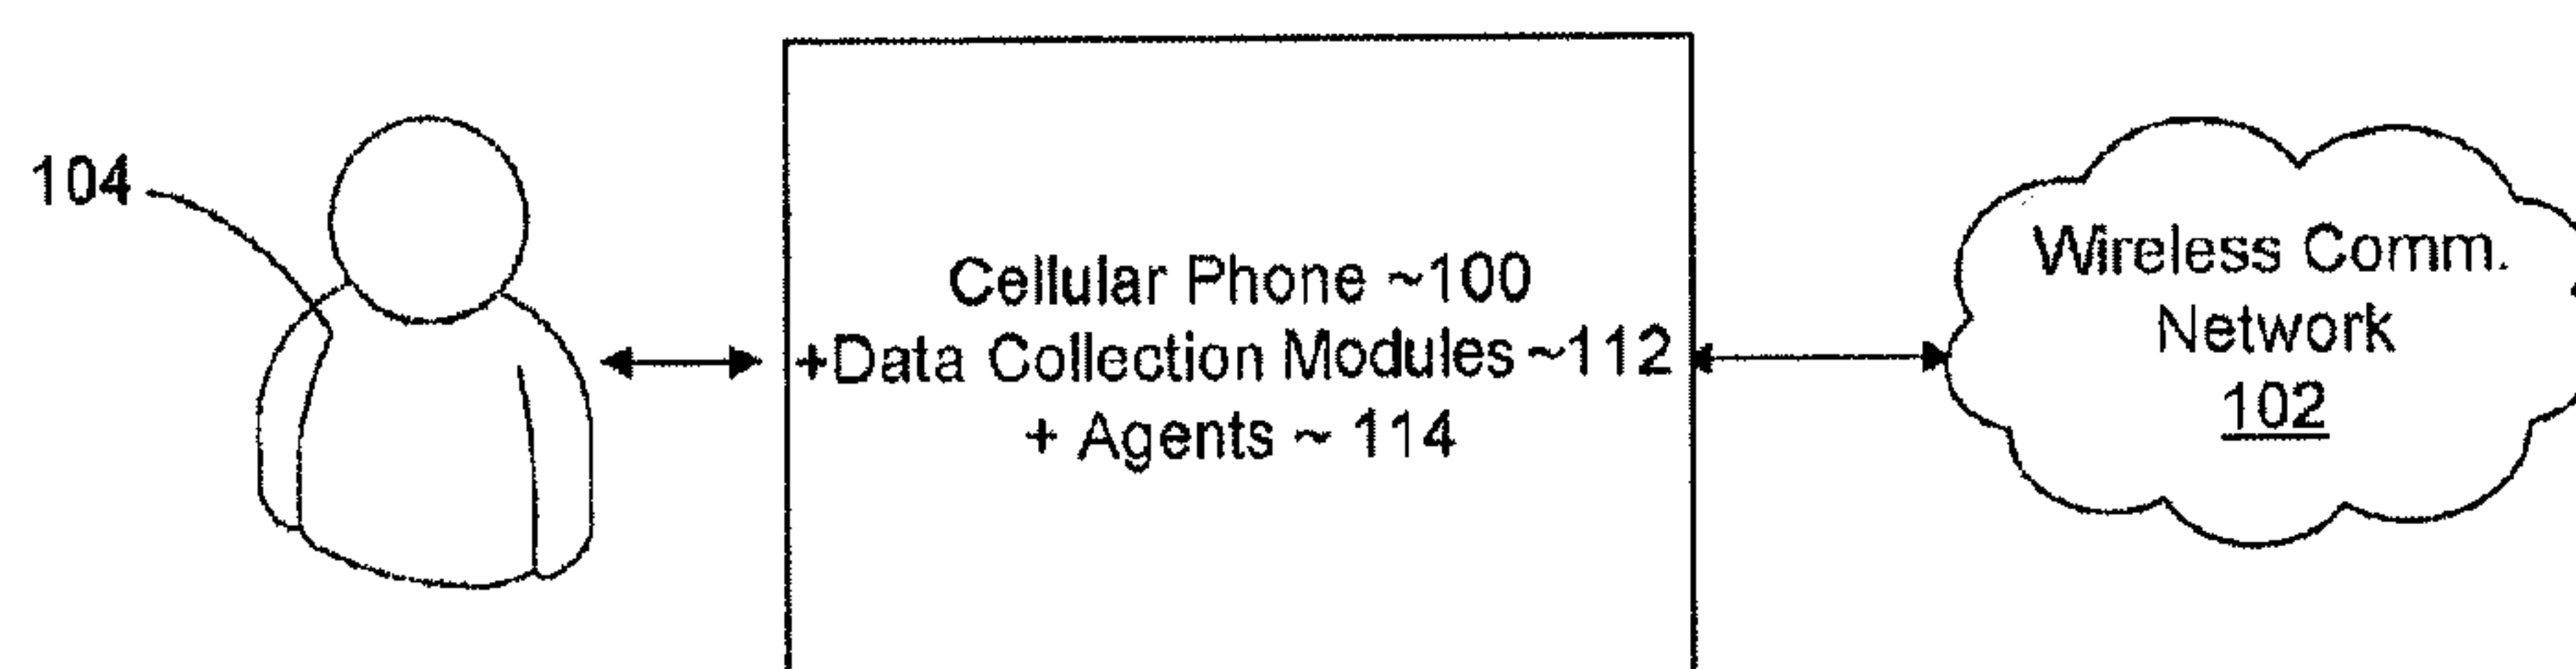 104
Cellular Phone ~100
+Data Collection Modules ~112
+ Agents ~ 114
Wireless Comm.
Network
102